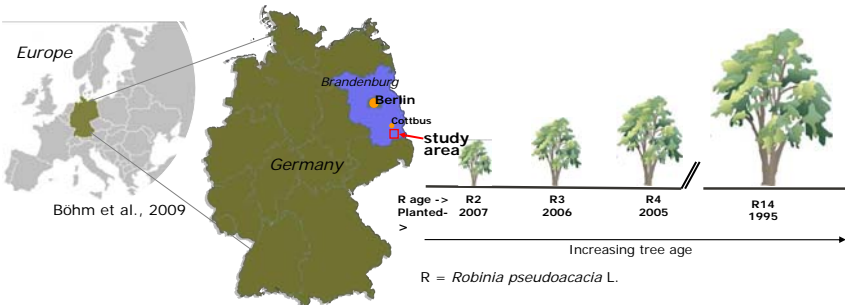 Europe
Brandenburg
Berlin
Cottbus
study
area
Germany
Böhm et al., 2009
R age -> R2 R3 R4 R14
Planted- 2007 2006 2005 1995
>
Increasing tree age
R = Robinia pseudoacacia L.